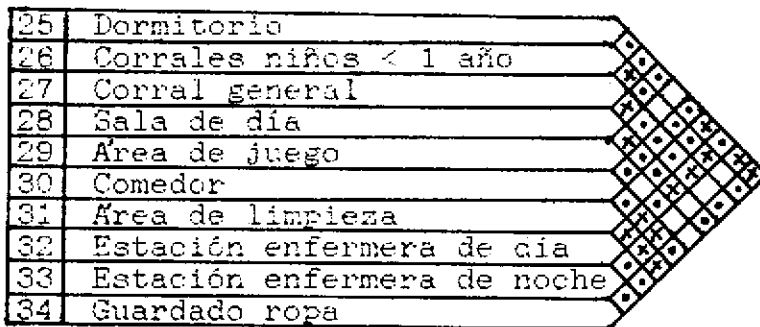 25 Dormitorio
26 Corrales niños < 1 año
27 Corral general
28 Sala de día
29 Área de juego
30 Comedor
31 Área de limpieza
32 Estación enfermera de dia
33 Estación enfermera de noche
34 Guardado ropa